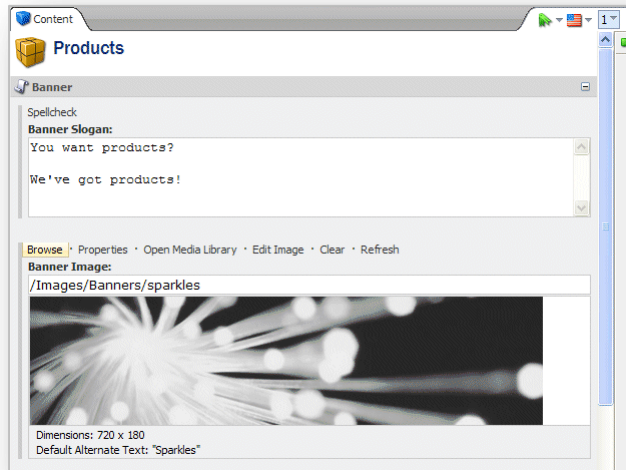 Content
1
Products
Banner
Spellcheck
Banner Slogan:
You want products?
We've got products!
Browse · Properties · Open Media Library · Edit Image · Clear · Refresh
Banner Image:
/Images/Banners/sparkles
Dimensions: 720 x 180
Default Alternate Text: "Sparkles"